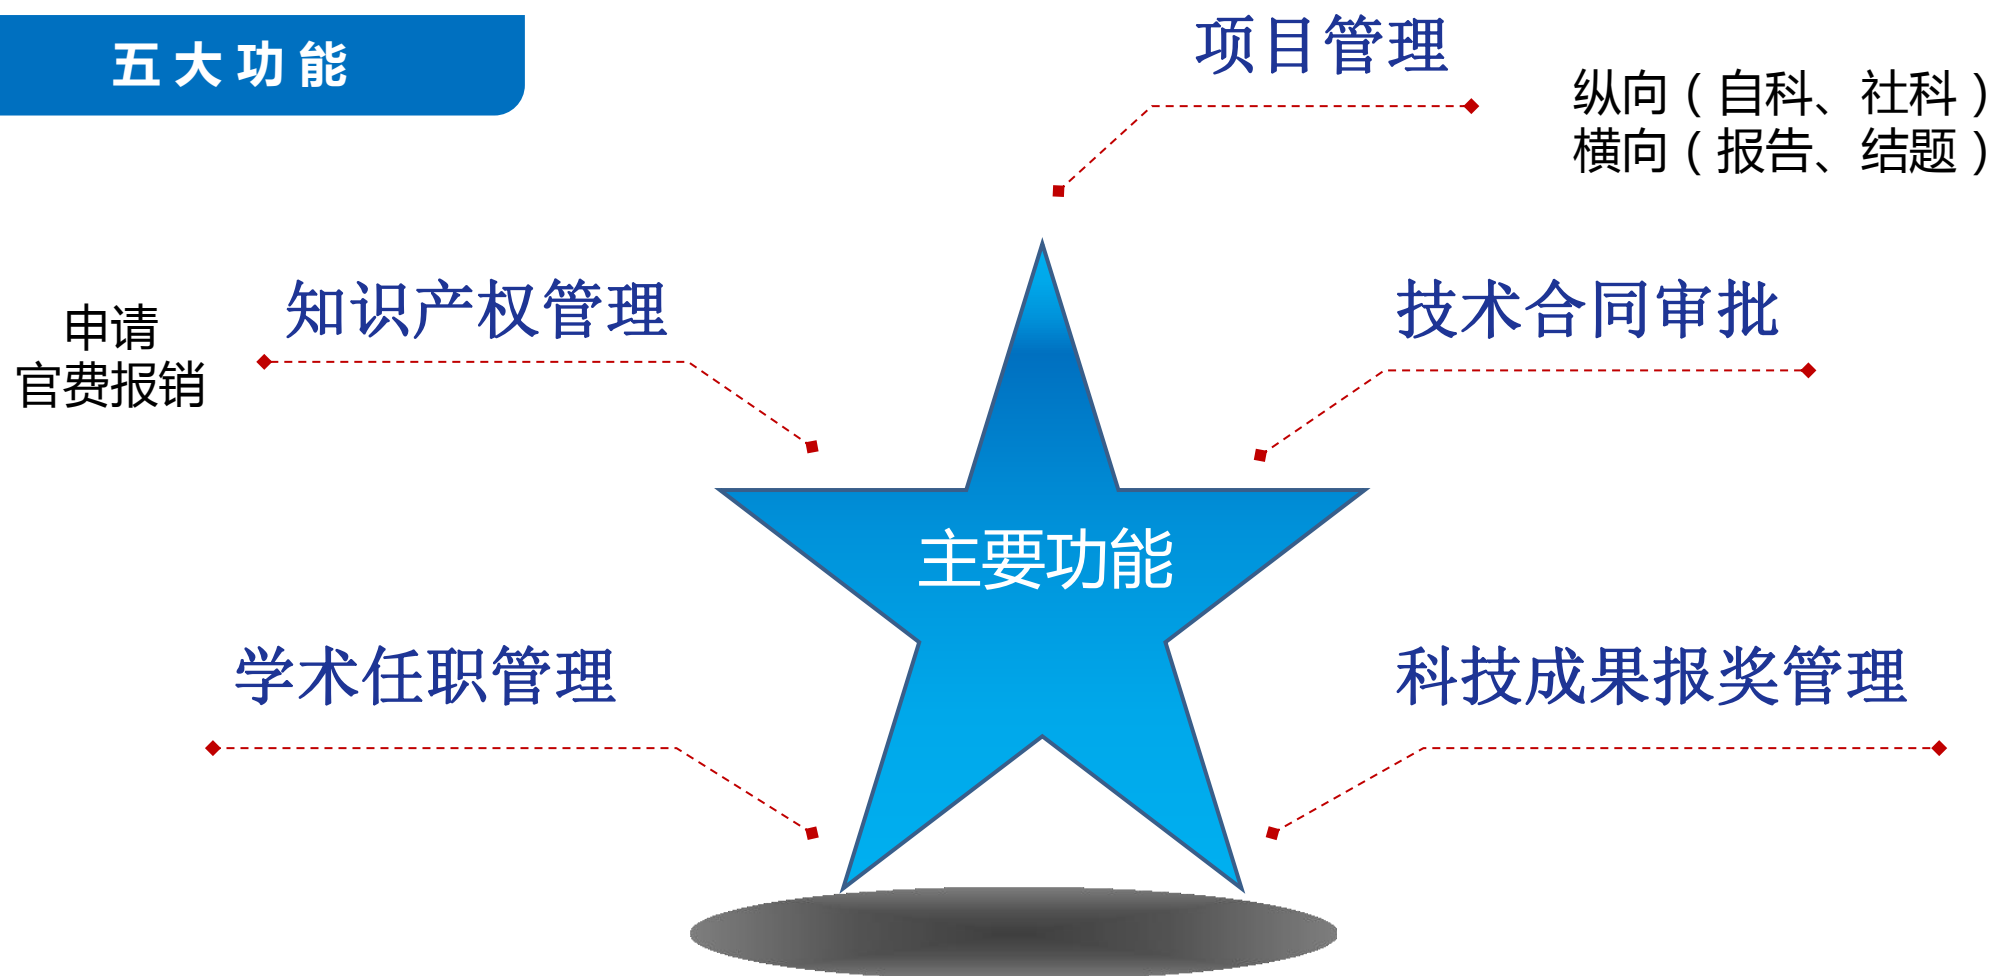 五大功能
项目管理
纵向（自科、社科）
横向（报告、结题）
知识产权管理
申请
官费报销
技术合同审批
主要功能
学术任职管理
科技成果报奖管理